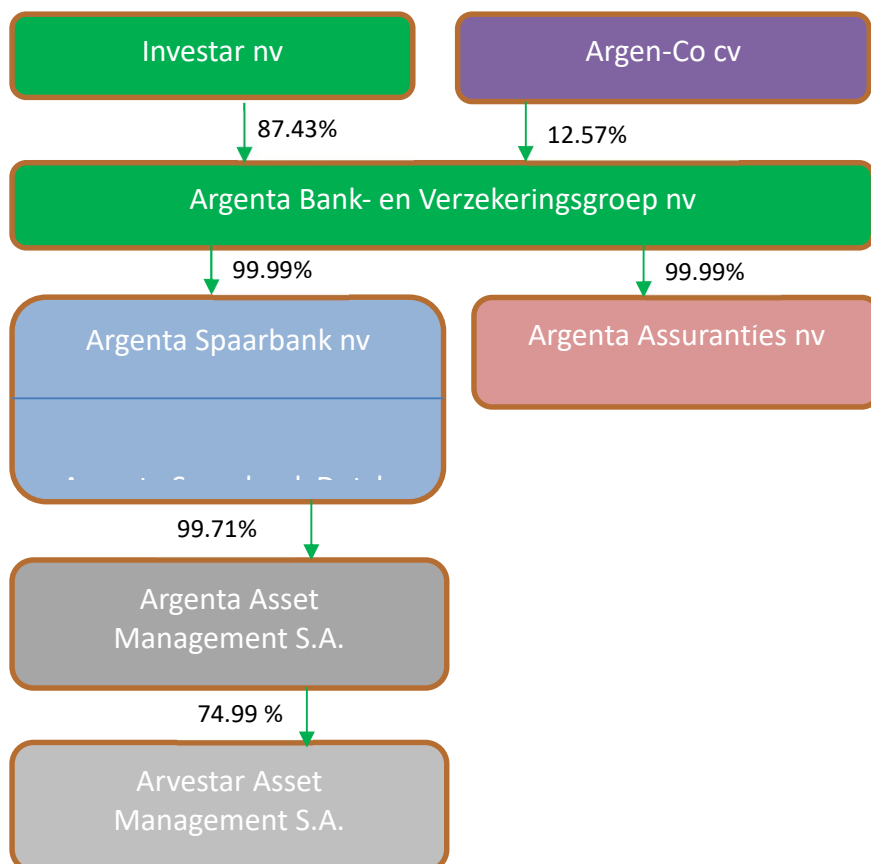 Investar nv
Argen-Co cv
87.43%
12.57%
Argenta Bank- en Verzekeringsgroep nv
99.99%
99.99%
Argenta Spaarbank nv
Argenta Assuranties nv
99.71%
Argenta Asset
Management S.A.
74.99 %
Arvestar Asset
Management S.A.